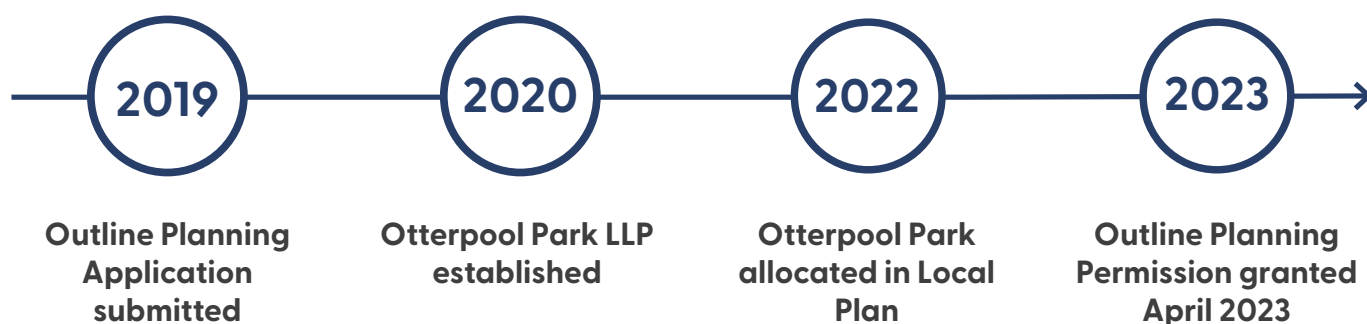 2019
Outline Planning
Application
submitted
2020
Otterpool Park LLP
established
2022
Otterpool Park
allocated in Local
Plan
2023
Outline Planning
Permission granted
April 2023